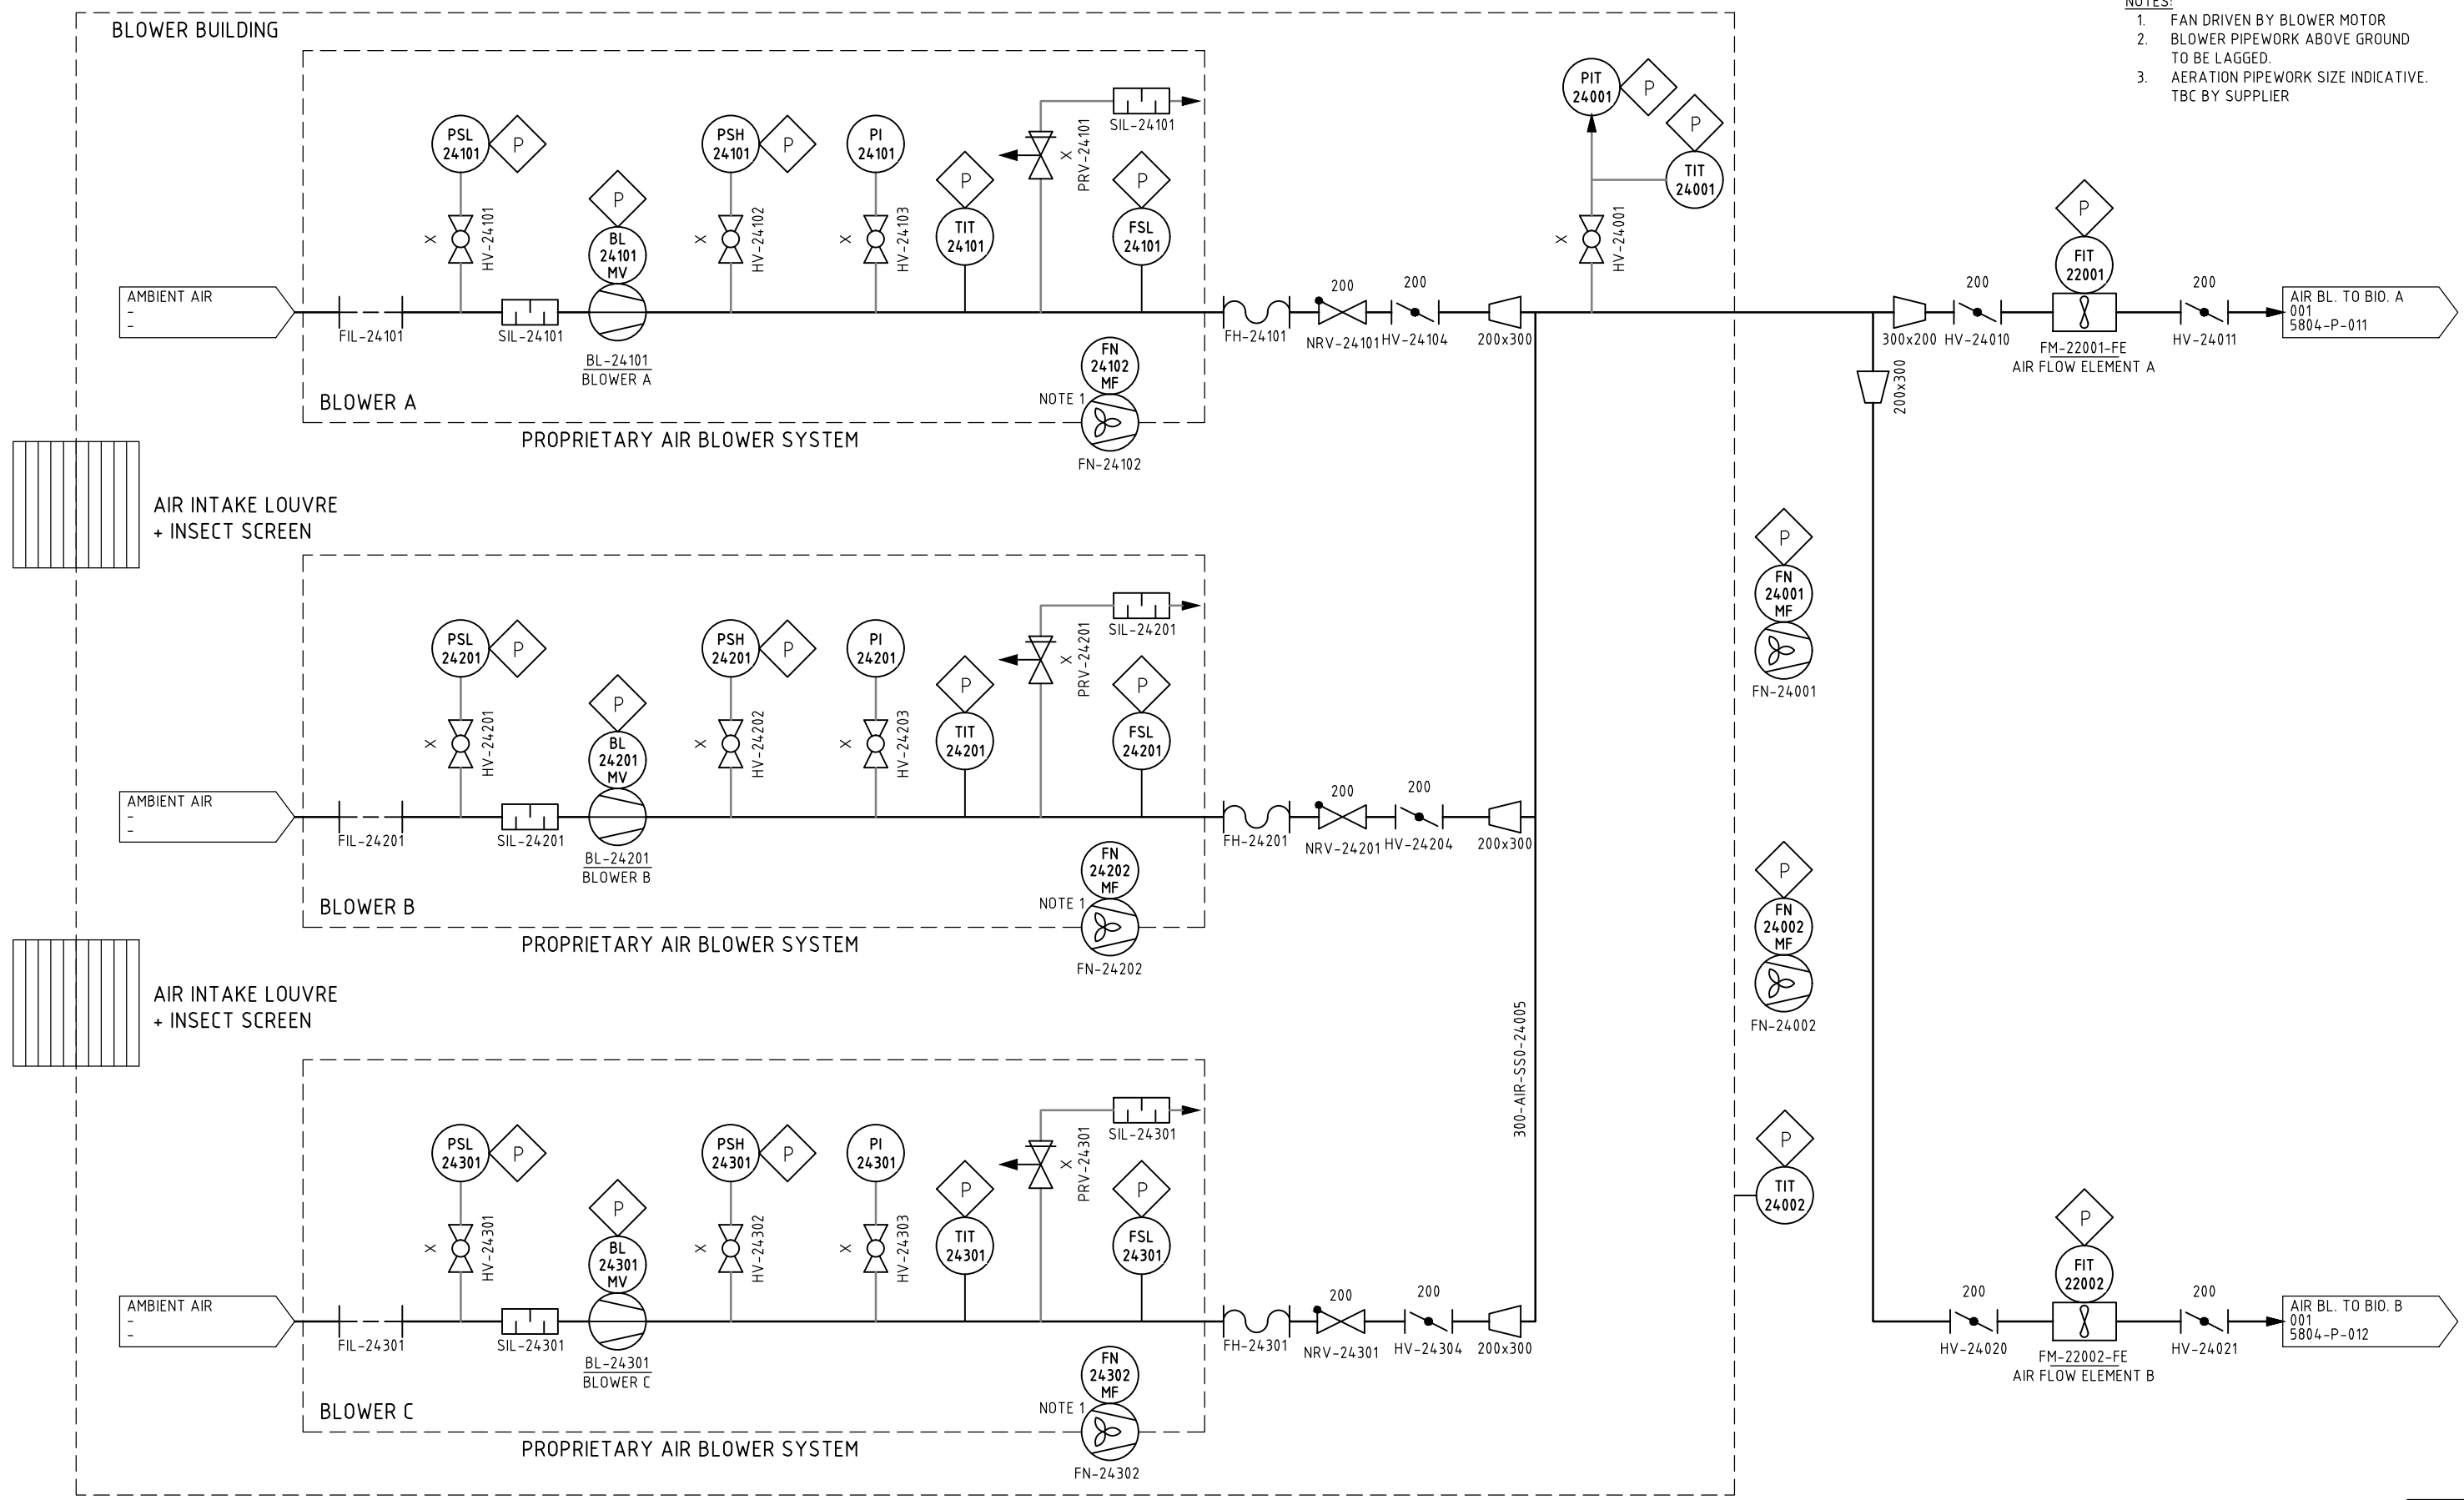 BLOWER BUILDING
NOTES:
1. FAN DRIVEN BY BLOWER MOTOR
2. BLOWER PIPEWORK ABOVE GROUND
TO BE LAGGED.
3. AERATION PIPEWORK SIZE INDICATIVE.
TBC BY SUPPLIER
PSL
24101
P
X
HV-24101
P
BL
24101
MV
PSH
24101
P
X
HV-24102
PI
24101
X
HV-24103
P
TIT
24101
X
PRV-24101
SIL-24101
P
FSL
24101
AMBIENT AIR
-
-
FIL-24101
SIL-24101
BL-24101
BLOWER A
FN
24102
MF
NOTE 1
FN-24102
BLOWER A
PROPRIETARY AIR BLOWER SYSTEM
FH-24101
200
NRV-24101
200
HV-24104
200x300
PIT
24001
P
P
TIT
24001
X
HV-24001
300x200
200
HV-24010
P
FIT
22001
FM-22001-FE
AIR FLOW ELEMENT A
200
HV-24011
AIR BL. TO BIO. A
001
5804-P-011
200x300
AIR INTAKE LOUVRE
+ INSECT SCREEN
PSL
24201
P
X
HV-24201
P
BL
24201
MV
PSH
24201
P
X
HV-24202
PI
24201
X
HV-24203
P
TIT
24201
X
PRV-24201
SIL-24201
P
FSL
24201
AMBIENT AIR
-
-
FIL-24201
SIL-24201
BL-24201
BLOWER B
FN
24202
MF
NOTE 1
FN-24202
BLOWER B
PROPRIETARY AIR BLOWER SYSTEM
FH-24201
200
NRV-24201
200
HV-24204
200x300
P
FN
24001
MF
FN-24001
P
FN
24002
MF
FN-24002
AIR INTAKE LOUVRE
+ INSECT SCREEN
300-AIR-SS0-24005
PSL
24301
P
X
HV-24301
P
BL
24301
MV
PSH
24301
P
X
HV-24302
PI
24301
X
HV-24303
P
TIT
24301
X
PRV-24301
SIL-24301
P
FSL
24301
AMBIENT AIR
-
-
FIL-24301
SIL-24301
BL-24301
BLOWER C
FN
24302
MF
NOTE 1
FN-24302
BLOWER C
PROPRIETARY AIR BLOWER SYSTEM
FH-24301
200
NRV-24301
200
HV-24304
200x300
P
TIT
24002
200
HV-24020
P
FIT
22002
FM-22002-FE
AIR FLOW ELEMENT B
200
HV-24021
AIR BL. TO BIO. B
001
5804-P-012